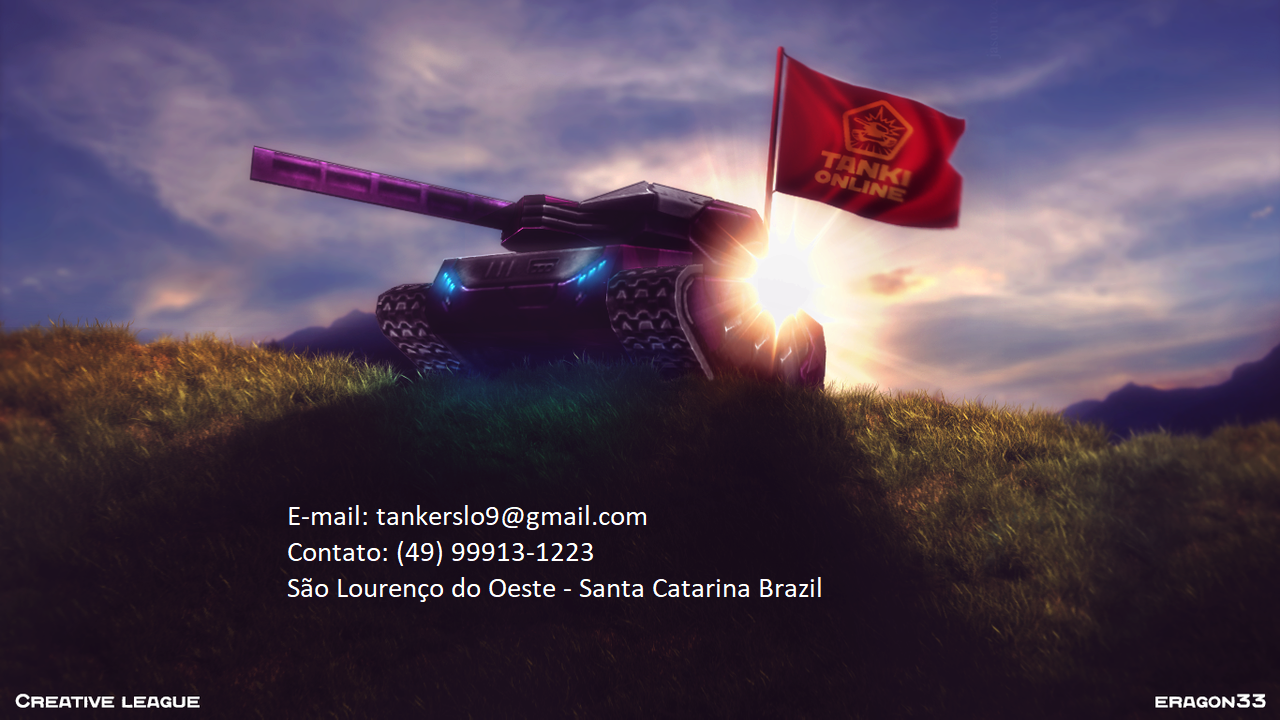 TANKI
ONLINE
E-mail: tankerslo9@gmail.com
Contato: (49) 99913-1223
São Lourenço do Oeste - Santa Catarina Brazil
Creative league
eragon33